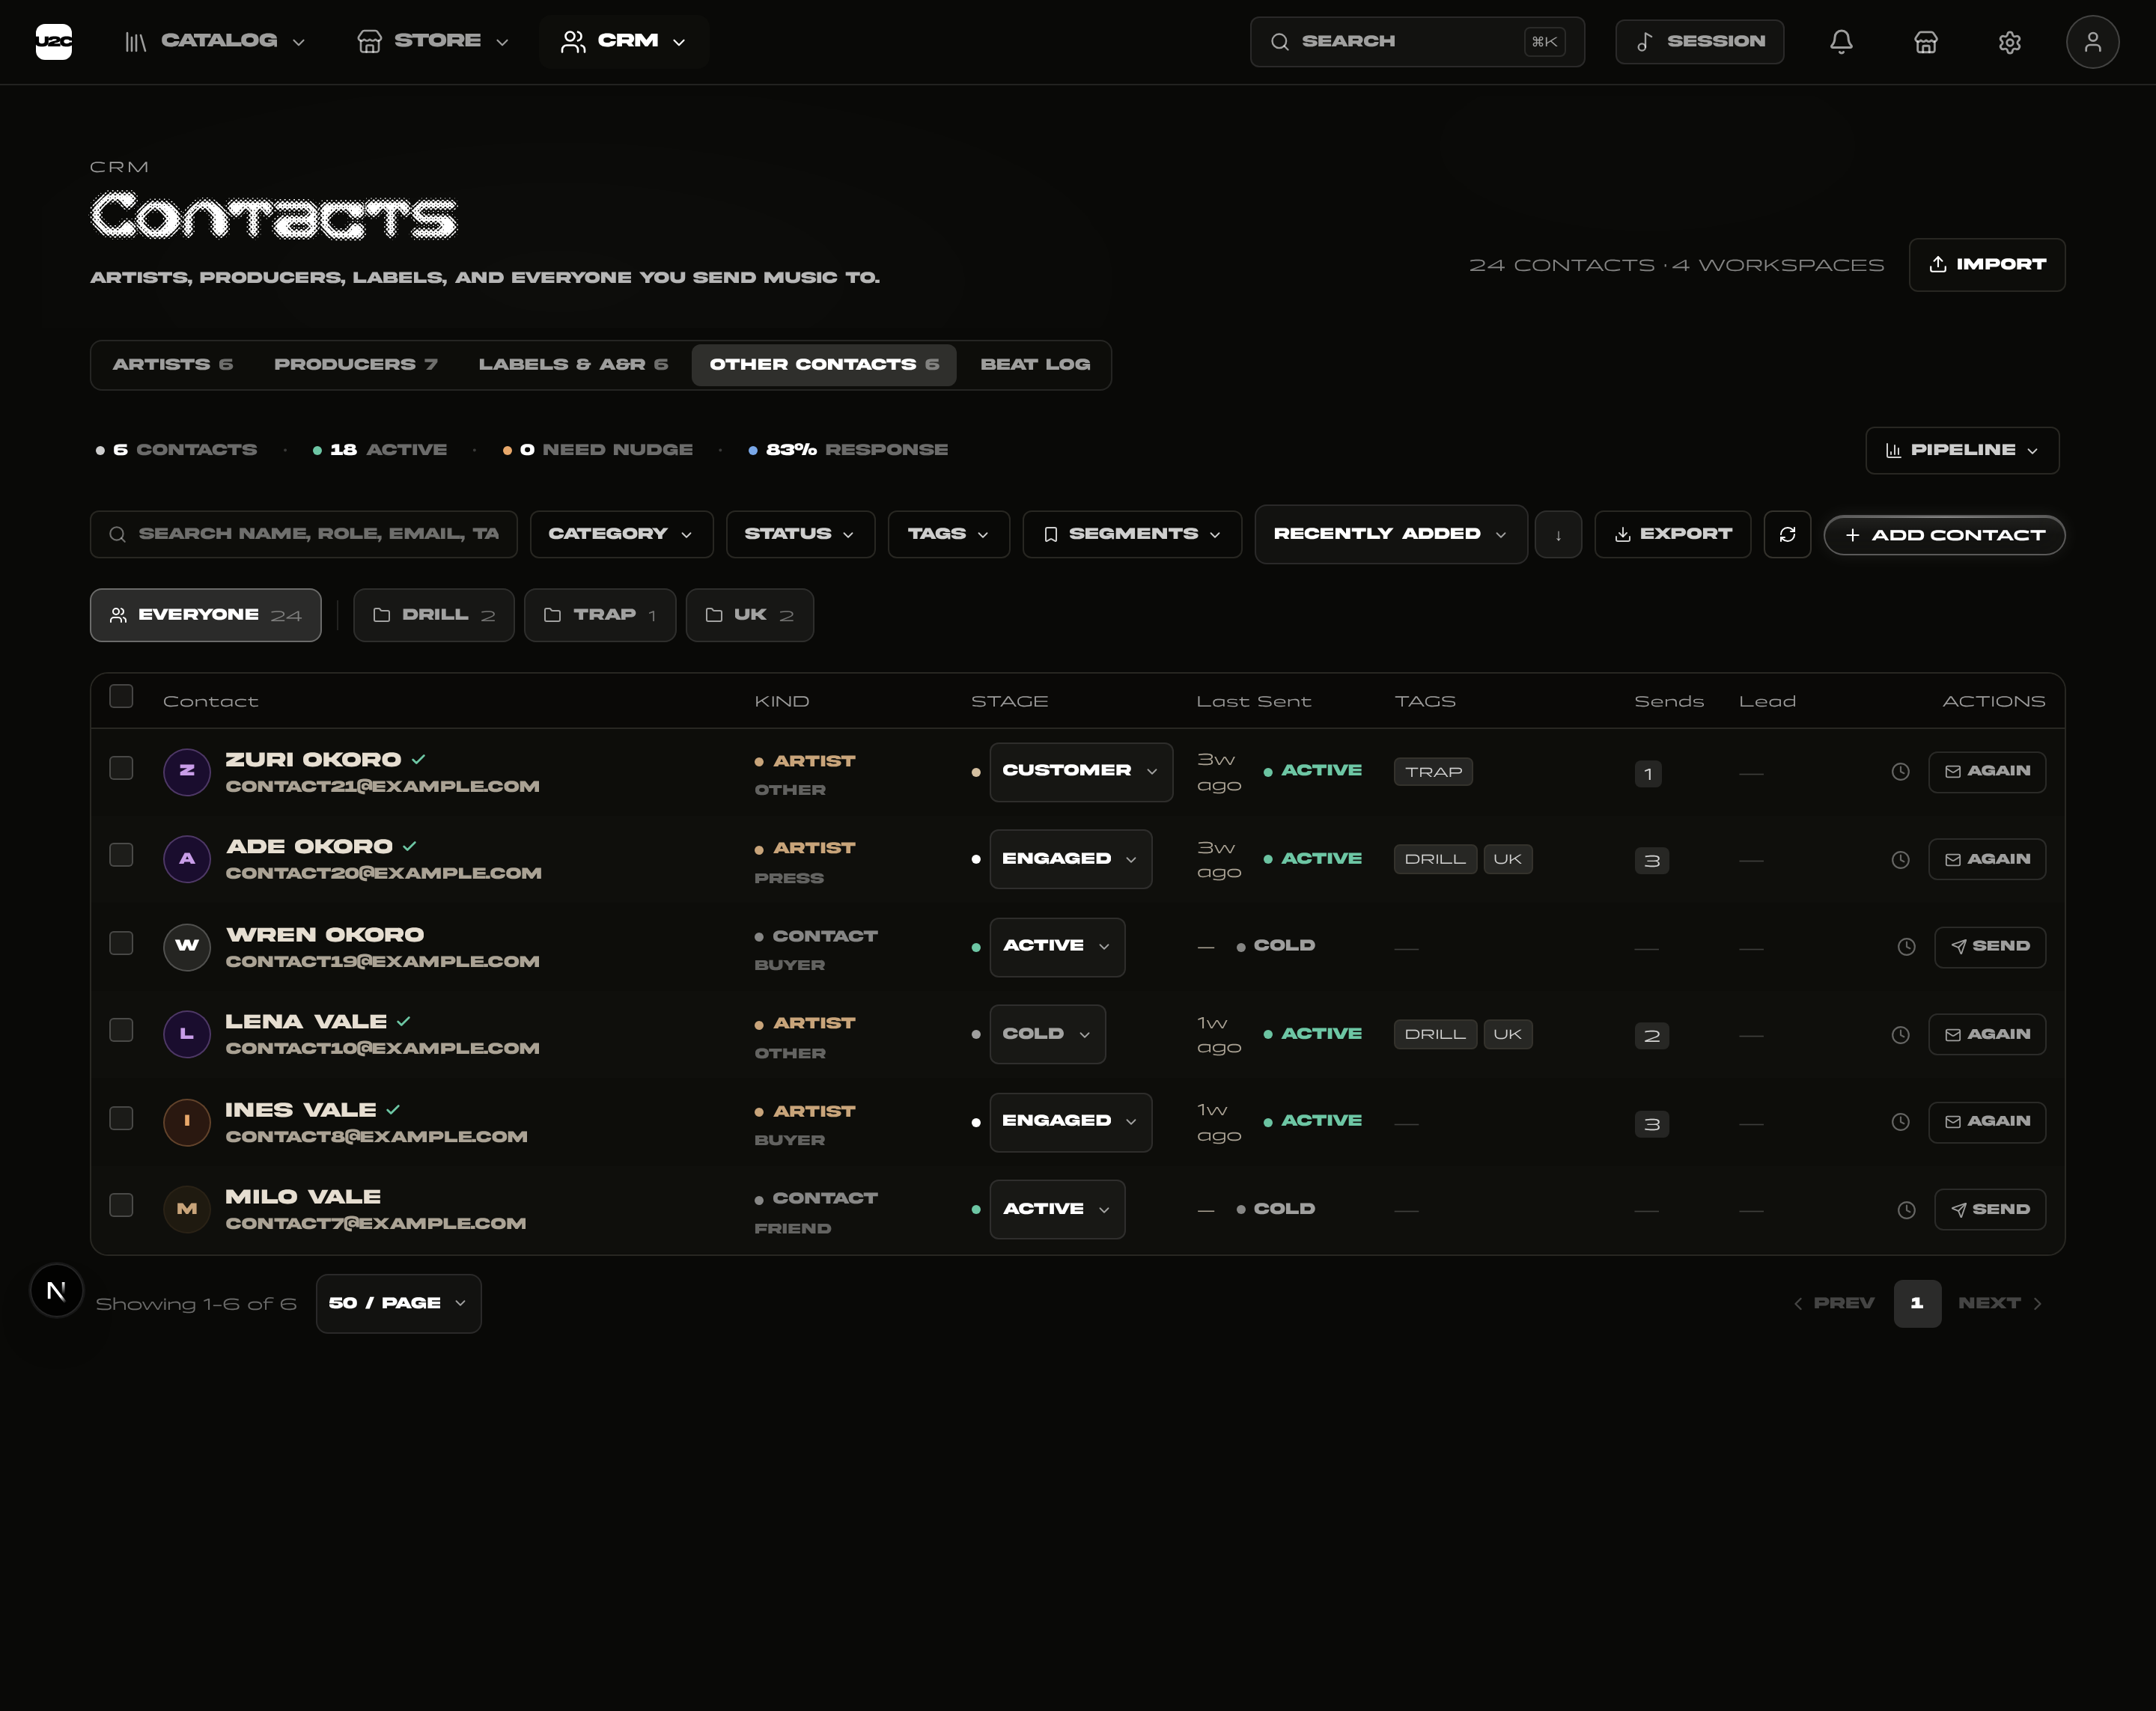 U2C CATALOG STORE CRM SEARCH ⌘K SESSION
CRM
Contacts
ARTISTS, PRODUCERS, LABELS, AND EVERYONE YOU SEND MUSIC TO.
24 CONTACTS · 4 WORKSPACES IMPORT
ARTISTS 6 PRODUCERS 7 LABELS & A&R 6 OTHER CONTACTS 6 BEAT LOG
6 CONTACTS · 18 ACTIVE · 0 NEED NUDGE · 83% RESPONSE PIPELINE
SEARCH NAME, ROLE, EMAIL, TA CATEGORY STATUS TAGS SEGMENTS RECENTLY ADDED ↓ EXPORT + ADD CONTACT
EVERYONE 24 DRILL 2 TRAP 1 UK 2
Contact KIND STAGE Last Sent TAGS Sends Lead ACTIONS
Z ZURI OKORO ARTIST CUSTOMER 3w ago ACTIVE TRAP 1 — AGAIN
CONTACT21@EXAMPLE.COM OTHER
A ADE OKORO ARTIST ENGAGED 3w ago ACTIVE DRILL UK 3 — AGAIN
CONTACT20@EXAMPLE.COM PRESS
W WREN OKORO CONTACT ACTIVE — COLD — — — SEND
CONTACT19@EXAMPLE.COM BUYER
L LENA VALE ARTIST COLD 1w ago ACTIVE DRILL UK 2 — AGAIN
CONTACT10@EXAMPLE.COM OTHER
I INES VALE ARTIST ENGAGED 1w ago ACTIVE — 3 — AGAIN
CONTACT8@EXAMPLE.COM BUYER
M MILO VALE CONTACT ACTIVE — COLD — — — SEND
CONTACT7@EXAMPLE.COM FRIEND
N Showing 1-6 of 6 50 / PAGE PREV 1 NEXT